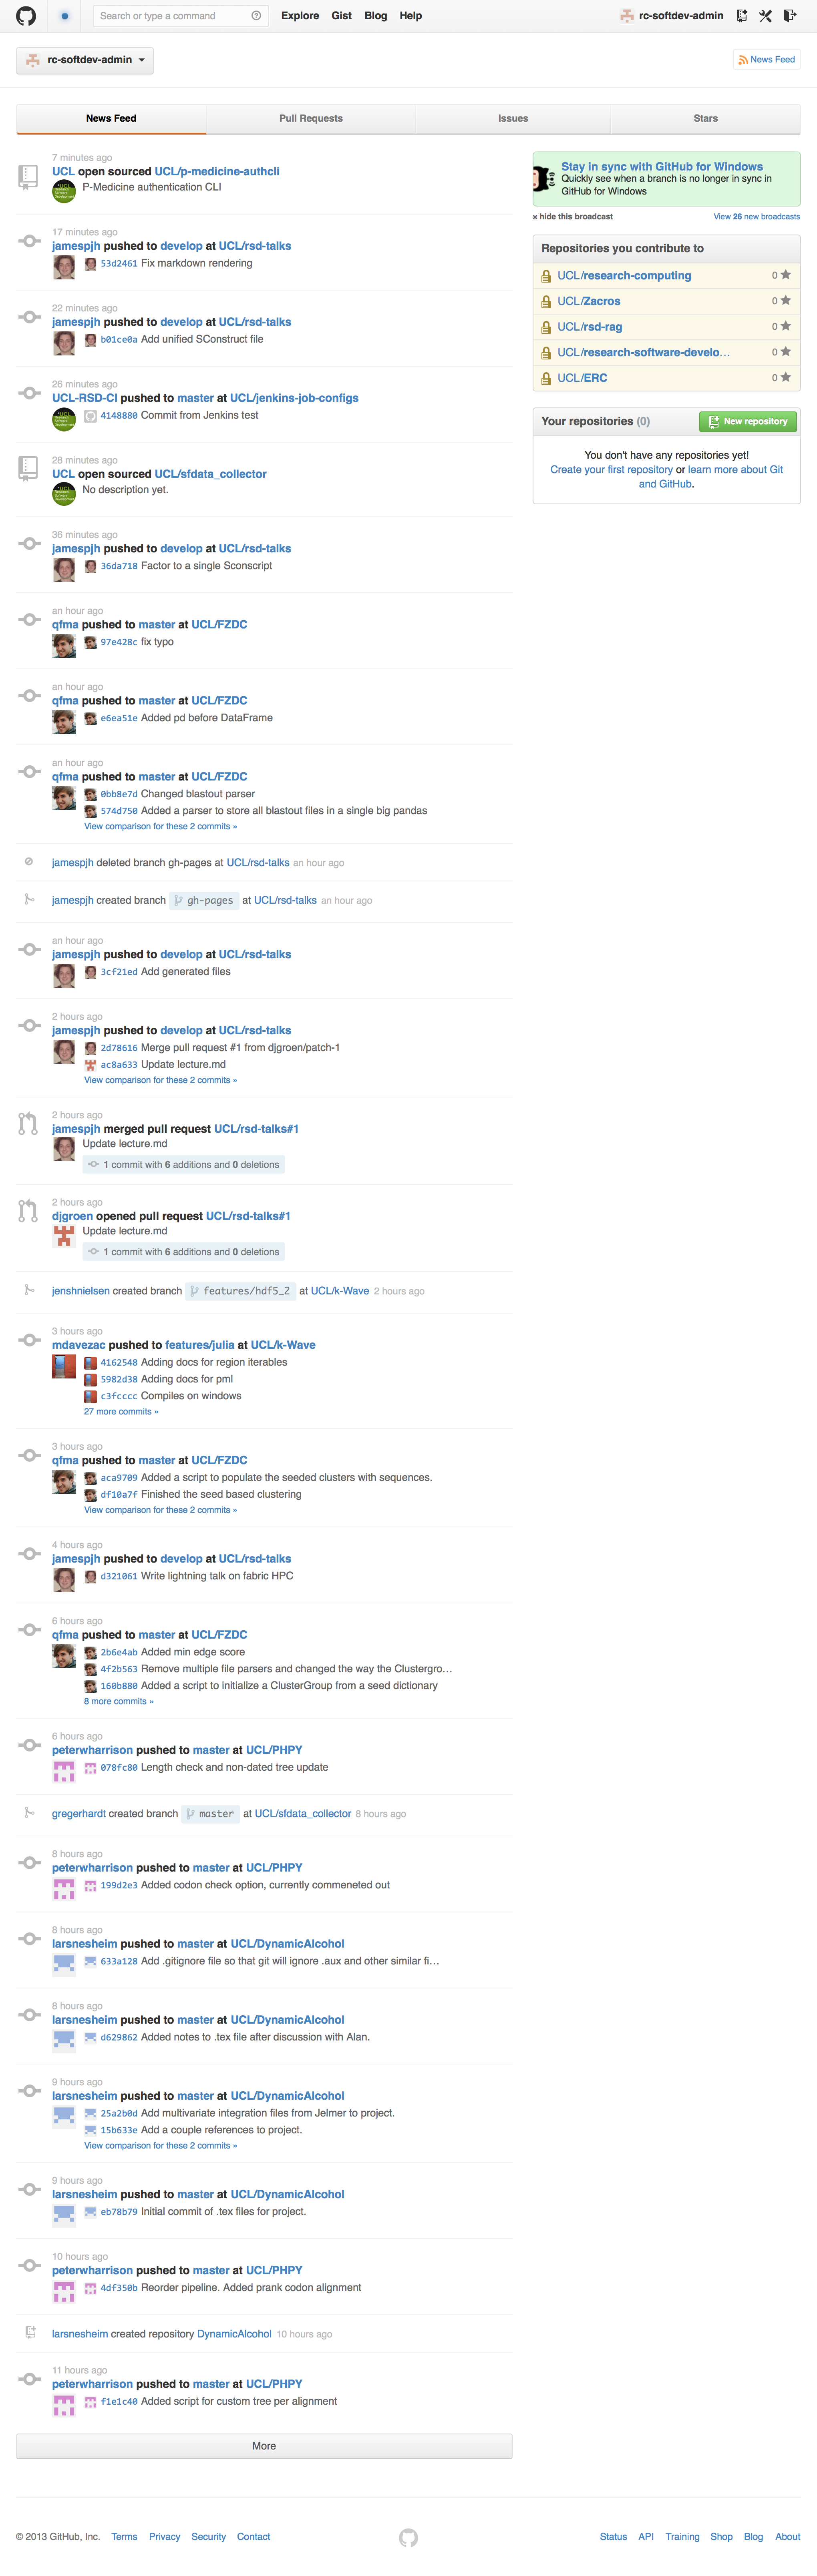 Search or type a command
Explore Gist Blog Help
rc-softdev-admin
rc-softdev-admin
News Feed
News Feed Pull Requests Issues Stars
7 minutes ago
UCL open sourced UCL/p-medicine-authcli
P-Medicine authentication CLI
17 minutes ago
jamespjh pushed to develop at UCL/rsd-talks
53d2461 Fix markdown rendering
22 minutes ago
jamespjh pushed to develop at UCL/rsd-talks
b01ce0a Add unified SConstruct file
26 minutes ago
UCL-RSD-CI pushed to master at UCL/jenkins-job-configs
4148880 Commit from Jenkins test
28 minutes ago
UCL open sourced UCL/sfdata_collector
No description yet.
36 minutes ago
jamespjh pushed to develop at UCL/rsd-talks
36da718 Factor to a single Sconscript
an hour ago
qfma pushed to master at UCL/FZDC
97e428c fix typo
an hour ago
qfma pushed to master at UCL/FZDC
e6ea51e Added pd before DataFrame
an hour ago
qfma pushed to master at UCL/FZDC
0bb8e7d Changed blastout parser
574d750 Added a parser to store all blastout files in a single big pandas
View comparison for these 2 commits »
jamespjh deleted branch gh-pages at UCL/rsd-talks an hour ago
jamespjh created branch gh-pages at UCL/rsd-talks an hour ago
an hour ago
jamespjh pushed to develop at UCL/rsd-talks
3cf21ed Add generated files
2 hours ago
jamespjh pushed to develop at UCL/rsd-talks
2d78616 Merge pull request #1 from djgroen/patch-1
ac8a633 Update lecture.md
View comparison for these 2 commits »
2 hours ago
jamespjh merged pull request UCL/rsd-talks#1
Update lecture.md
1 commit with 6 additions and 0 deletions
2 hours ago
djgroen opened pull request UCL/rsd-talks#1
Update lecture.md
1 commit with 6 additions and 0 deletions
jenshnielsen created branch features/hdf5_2 at UCL/k-Wave 2 hours ago
3 hours ago
mdavezac pushed to features/julia at UCL/k-Wave
4162548 Adding docs for region iterables
5982d38 Adding docs for pml
c3fcccc Compiles on windows
27 more commits »
3 hours ago
qfma pushed to master at UCL/FZDC
aca9709 Added a script to populate the seeded clusters with sequences.
df10a7f Finished the seed based clustering
View comparison for these 2 commits »
4 hours ago
jamespjh pushed to develop at UCL/rsd-talks
d321061 Write lightning talk on fabric HPC
6 hours ago
qfma pushed to master at UCL/FZDC
2b6e4ab Added min edge score
4f2b563 Remove multiple file parsers and changed the way the Clustergro…
160b880 Added a script to initialize a ClusterGroup from a seed dictionary
8 more commits »
6 hours ago
peterwharrison pushed to master at UCL/PHPY
078fc80 Length check and non-dated tree update
gregerhardt created branch master at UCL/sfdata_collector 8 hours ago
8 hours ago
peterwharrison pushed to master at UCL/PHPY
199d2e3 Added codon check option, currently commeneted out
8 hours ago
larsnesheim pushed to master at UCL/DynamicAlcohol
633a128 Add .gitignore file so that git will ignore .aux and other similar fi…
8 hours ago
larsnesheim pushed to master at UCL/DynamicAlcohol
d629862 Added notes to .tex file after discussion with Alan.
9 hours ago
larsnesheim pushed to master at UCL/DynamicAlcohol
25a2b0d Add multivariate integration files from Jelmer to project.
15b633e Add a couple references to project.
View comparison for these 2 commits »
9 hours ago
larsnesheim pushed to master at UCL/DynamicAlcohol
eb78b79 Initial commit of .tex files for project.
10 hours ago
peterwharrison pushed to master at UCL/PHPY
4df350b Reorder pipeline. Added prank codon alignment
larsnesheim created repository DynamicAlcohol 10 hours ago
11 hours ago
peterwharrison pushed to master at UCL/PHPY
f1e1c40 Added script for custom tree per alignment
More
Stay in sync with GitHub for Windows
Quickly see when a branch is no longer in sync in
GitHub for Windows
x hide this broadcast View 26 new broadcasts
Repositories you contribute to
UCL/research-computing 0
UCL/Zacros 0
UCL/rsd-rag 0
UCL/research-software-develo… 0
UCL/ERC 0
Your repositories (0) New repository
You don't have any repositories yet!
Create your first repository or learn more about Git
and GitHub.
© 2013 GitHub, Inc. Terms Privacy Security Contact
Status API Training Shop Blog About